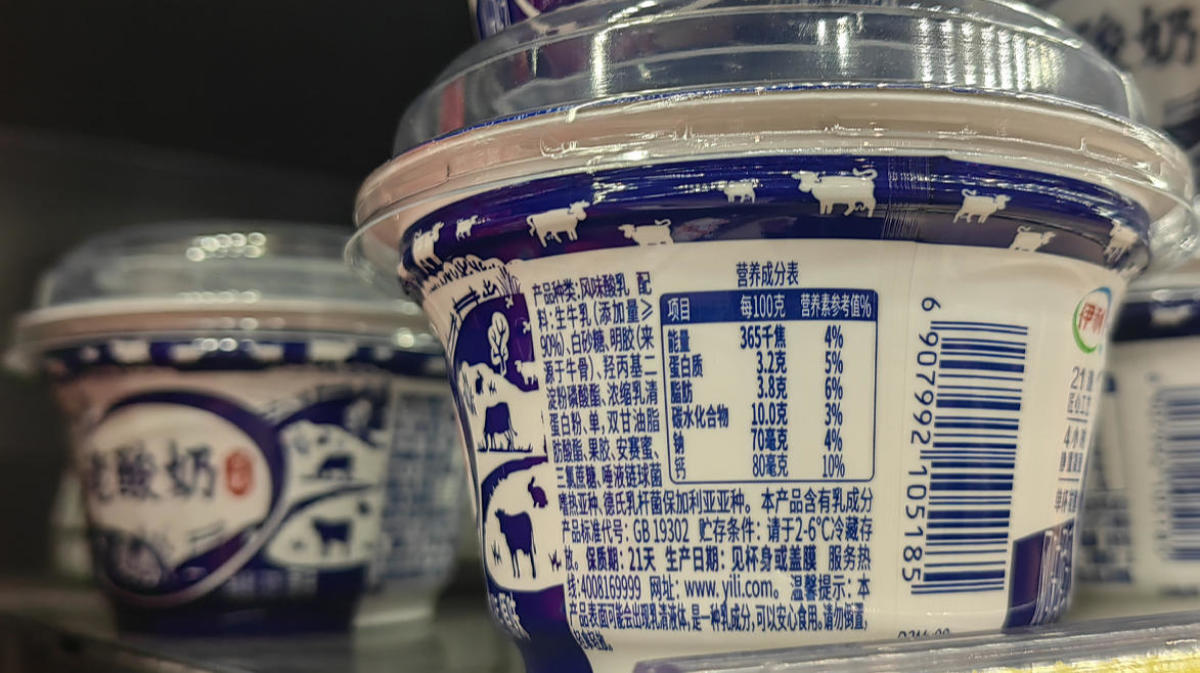 酸奶
产品种类:风味酸乳 配
料:生牛乳(添加量≥
90%)、白砂糖、明胶(来
源于牛骨)、羟丙基二
淀粉磷酸酯、浓缩乳清
蛋白粉、单,双甘油脂
肪酸酯、果胶、安赛蜜、
三氯蔗糖、唾液链球菌
嗜热亚种、德氏乳杆菌保加利亚亚种。 本产品含有乳成分
产品标准代号:GB 19302 贮存条件:请于2-6℃冷藏存
放。保质期:21天 生产日期:见杯身或盖膜 服务热
线:4008169999 网址:www.yili.com。 温馨提示:本
产品表面可能会出现乳清液体,是一种乳成分,可以安心食用。请勿倒置,
营养成分表
项目 每100克 营养素参考值%
能量 365千焦 4%
蛋白质 3.2克 5%
脂肪 3.8克 6%
碳水化合物 10.0克 3%
钠 70毫克 4%
钙 80毫克 10%
6 907992 105185
伊利
酸奶